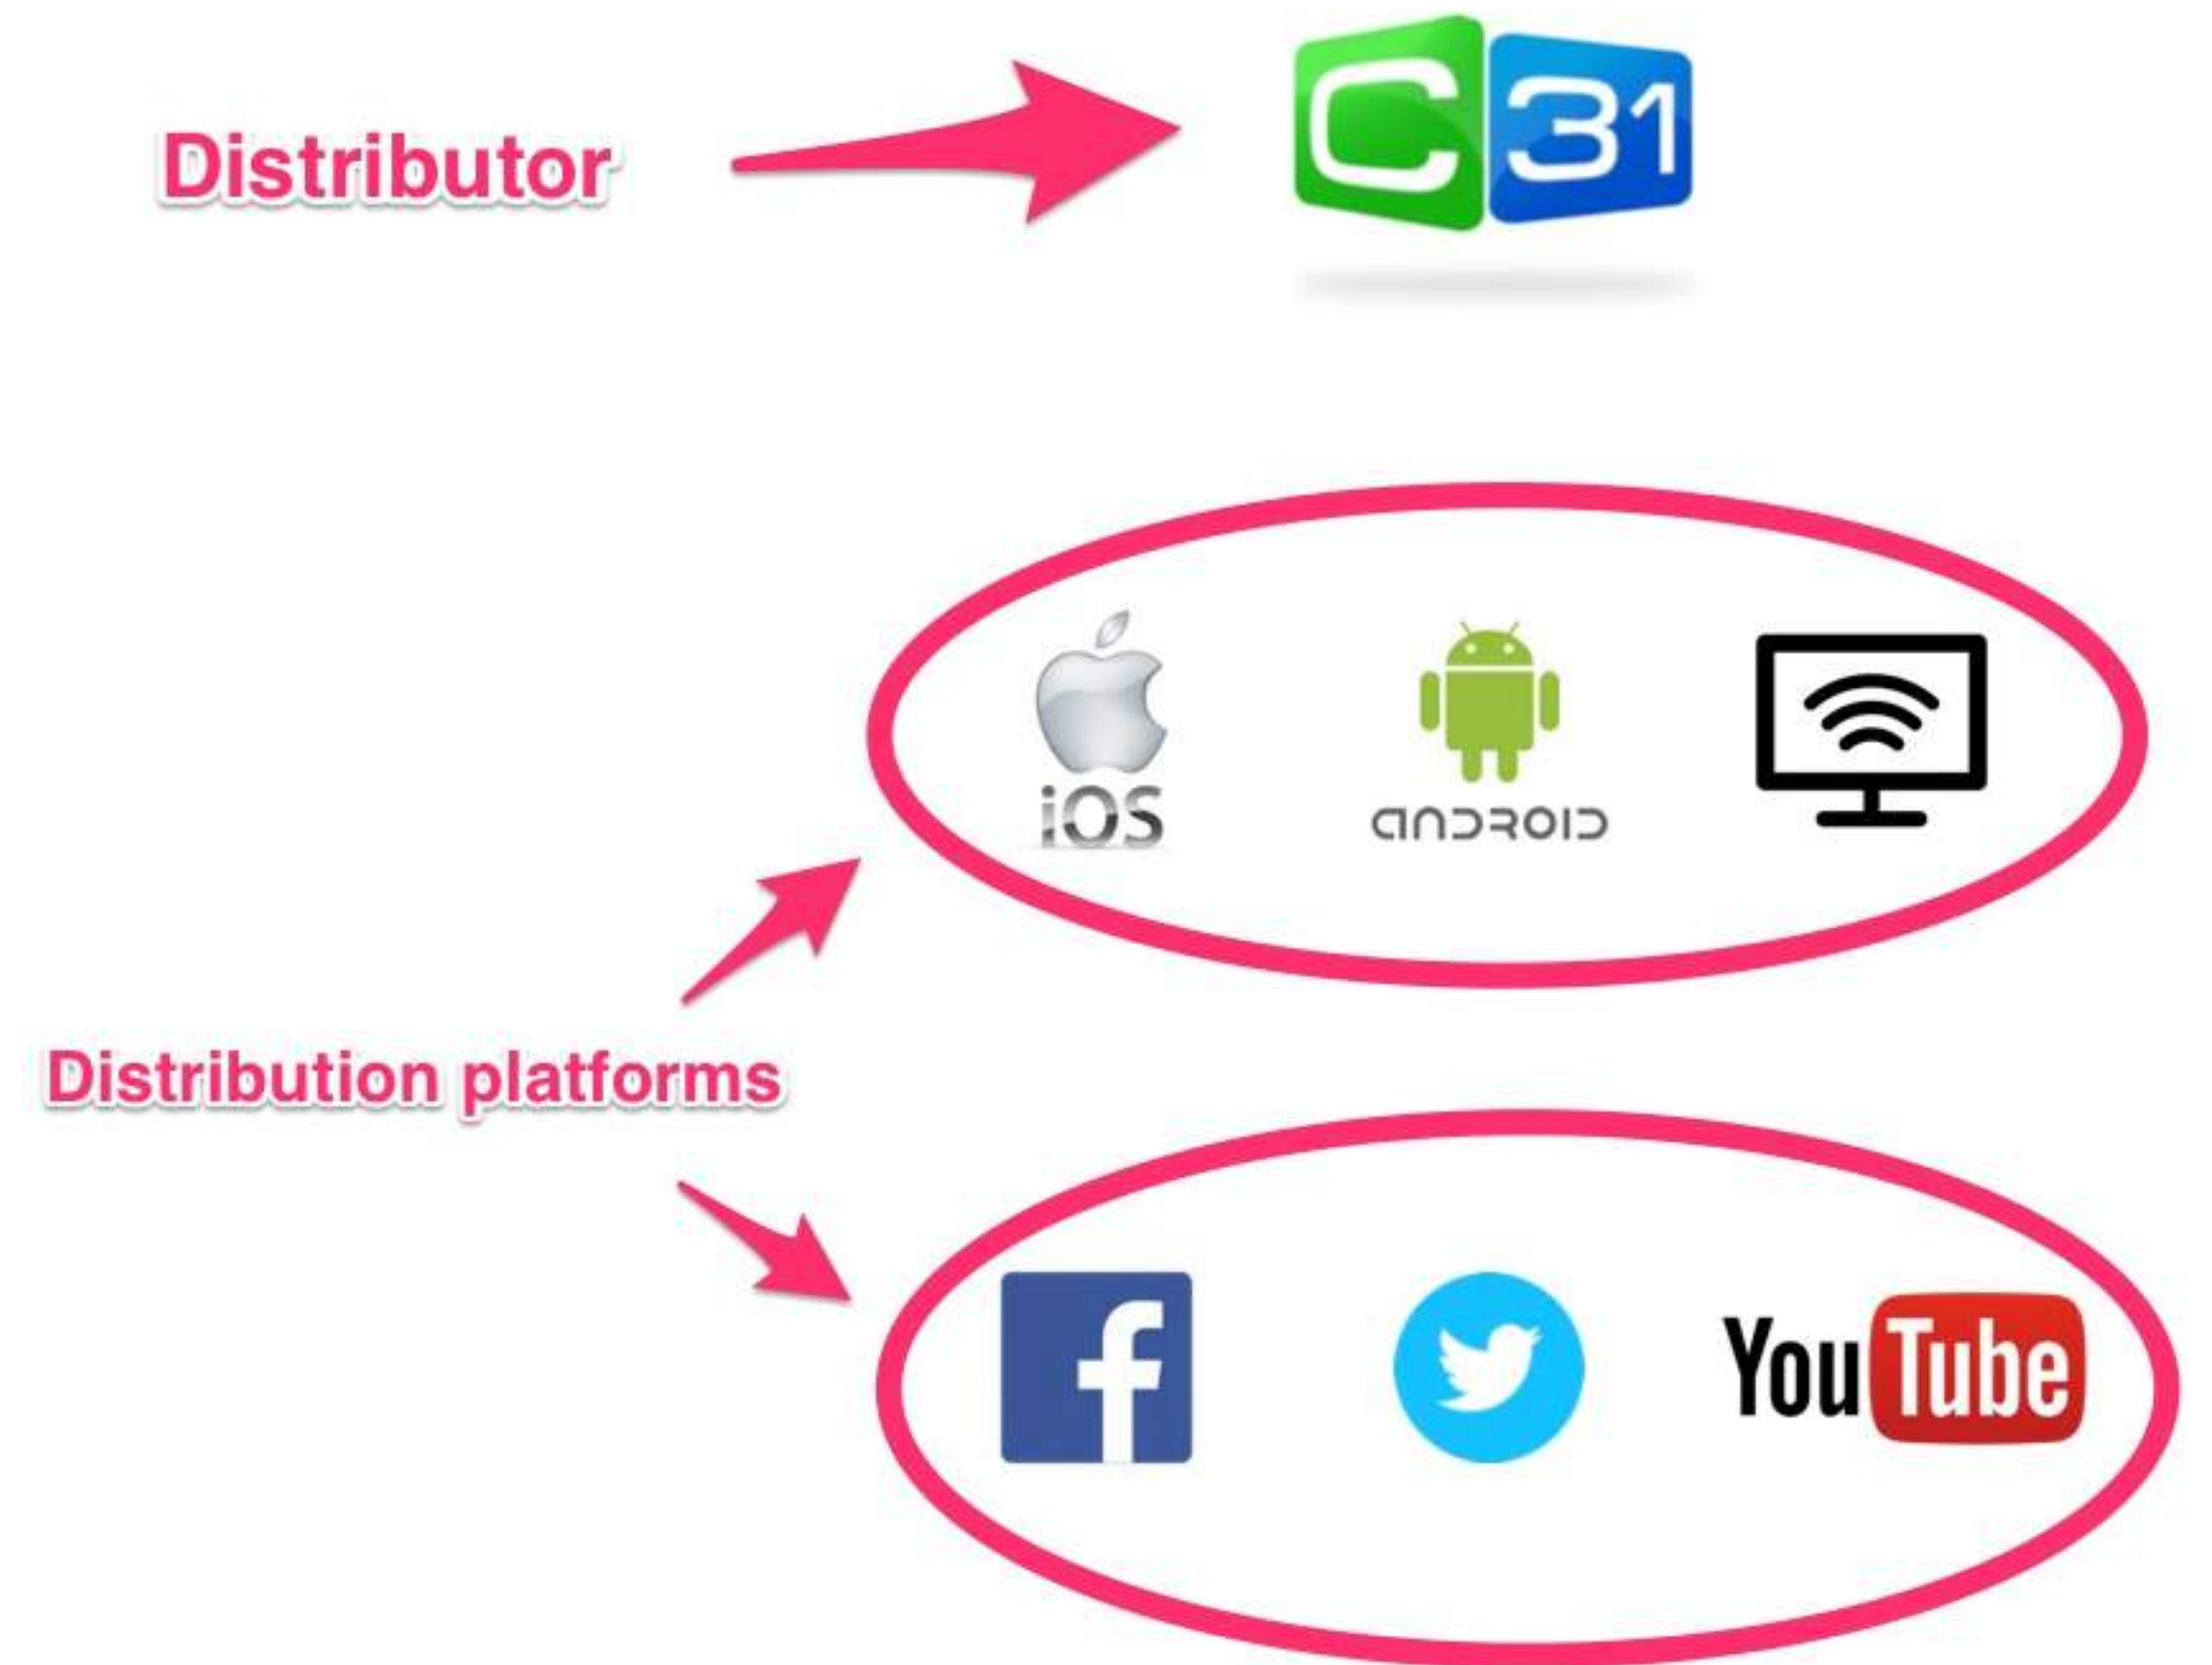 Distributor
C31
iOS
ANDROID
Distribution platforms
f
YouTube